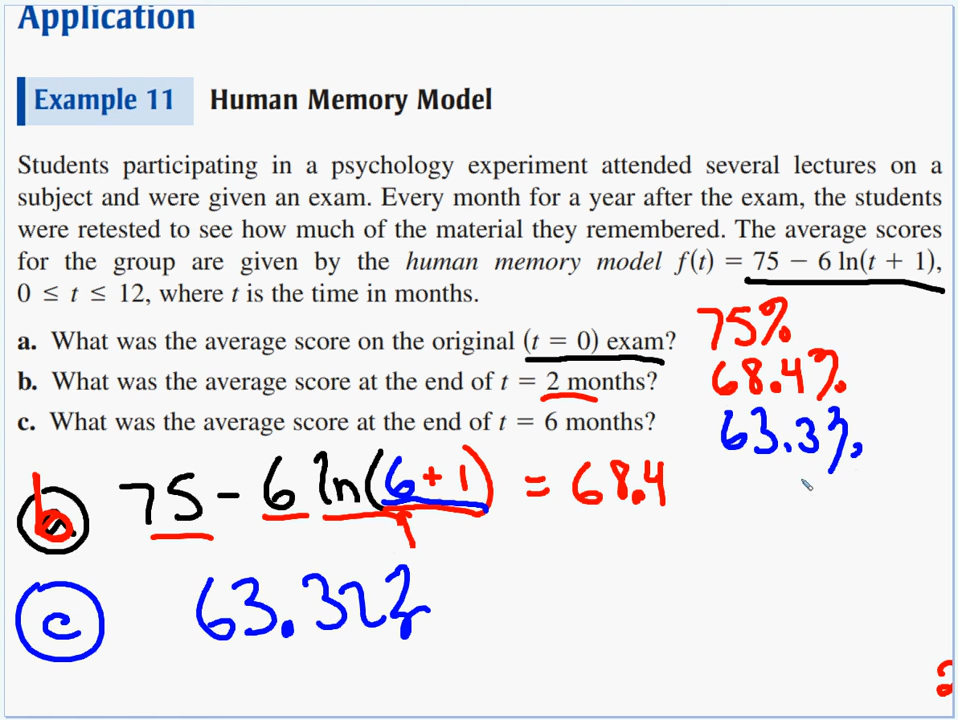 Application
Example 11 Human Memory Model
Students participating in a psychology experiment attended several lectures on a
subject and were given an exam. Every month for a year after the exam, the students
were retested to see how much of the material they remembered. The average scores
for the group are given by the human memory model f(t) = 75 − 6 ln(t + 1),
0 ≤ t ≤ 12, where t is the time in months.
a. What was the average score on the original (t = 0) exam? 75%
b. What was the average score at the end of t = 2 months? 68.4%
c. What was the average score at the end of t = 6 months? 63.3%
b 75 - 6 ln(6 + 1) = 68.4
c 63.32